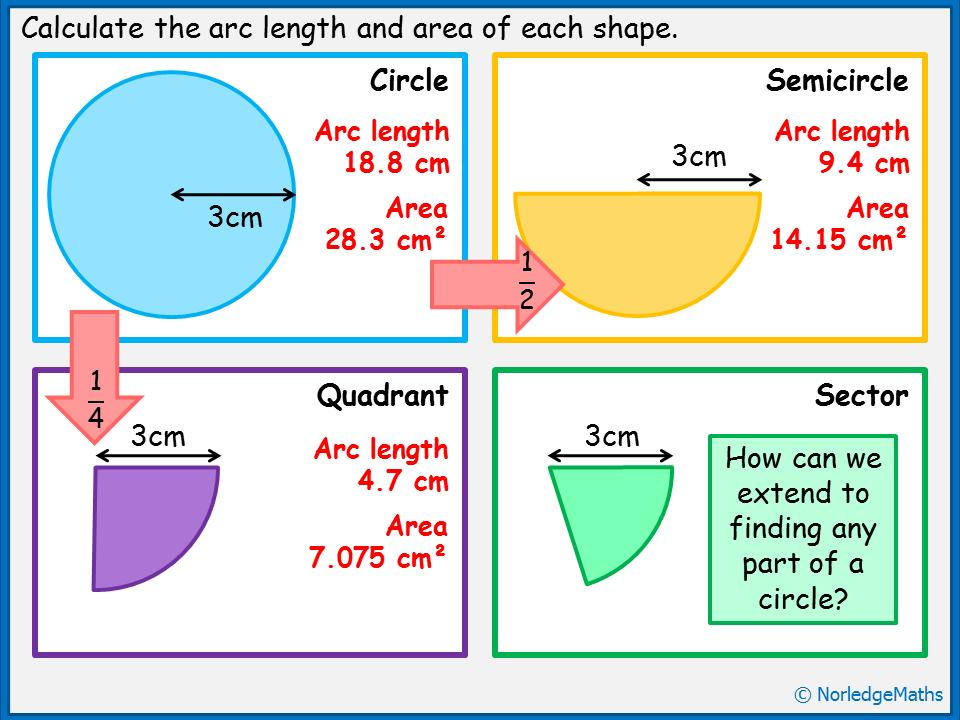 Calculate the arc length and area of each shape.
Circle
Arc length
18.8 cm
Area
28.3 cm²
3cm
Semicircle
Arc length
9.4 cm
Area
14.15 cm²
3cm
1
2
1
4
Quadrant
Arc length
4.7 cm
Area
7.075 cm²
3cm
Sector
3cm
How can we
extend to
finding any
part of a
circle?
© NorledgeMaths